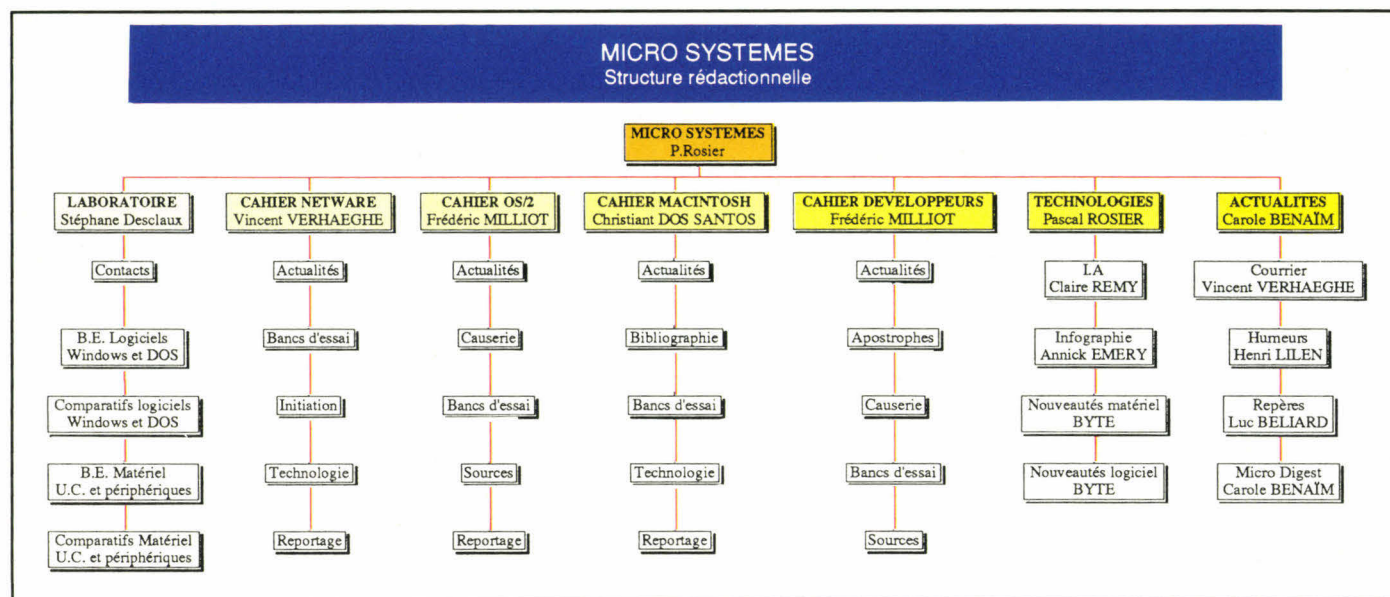 MICRO SYSTEMES
Structure rédactionnelle
MICRO SYSTEMES
P.Rosier
LABORATOIRE
Stéphane Desclaux
Contacts
B.E. Logiciels
Windows et DOS
Comparatifs logiciels
Windows et DOS
B.E. Matériel
U.C. et périphériques
Comparatifs Matériel
U.C. et périphériques
CAHIER NETWARE
Vincent VERHAEGHE
Actualités
Bancs d'essai
Initiation
Technologie
Reportage
CAHIER OS/2
Frédéric MILLIOT
Actualités
Causerie
Bancs d'essai
Sources
Reportage
CAHIER MACINTOSH
Christiant DOS SANTOS
Actualités
Bibliographie
Bancs d'essai
Technologie
Reportage
CAHIER DEVELOPPEURS
Frédéric MILLIOT
Actualités
Apostrophes
Causerie
Bancs d'essai
Sources
TECHNOLOGIES
Pascal ROSIER
I.A
Claire REMY
Infographie
Annick EMERY
Nouveautés matériel
BYTE
Nouveautés logiciel
BYTE
ACTUALITES
Carole BENAÏM
Courrier
Vincent VERHAEGHE
Humeurs
Henri LILEN
Repères
Luc BELIARD
Micro Digest
Carole BENAÏM